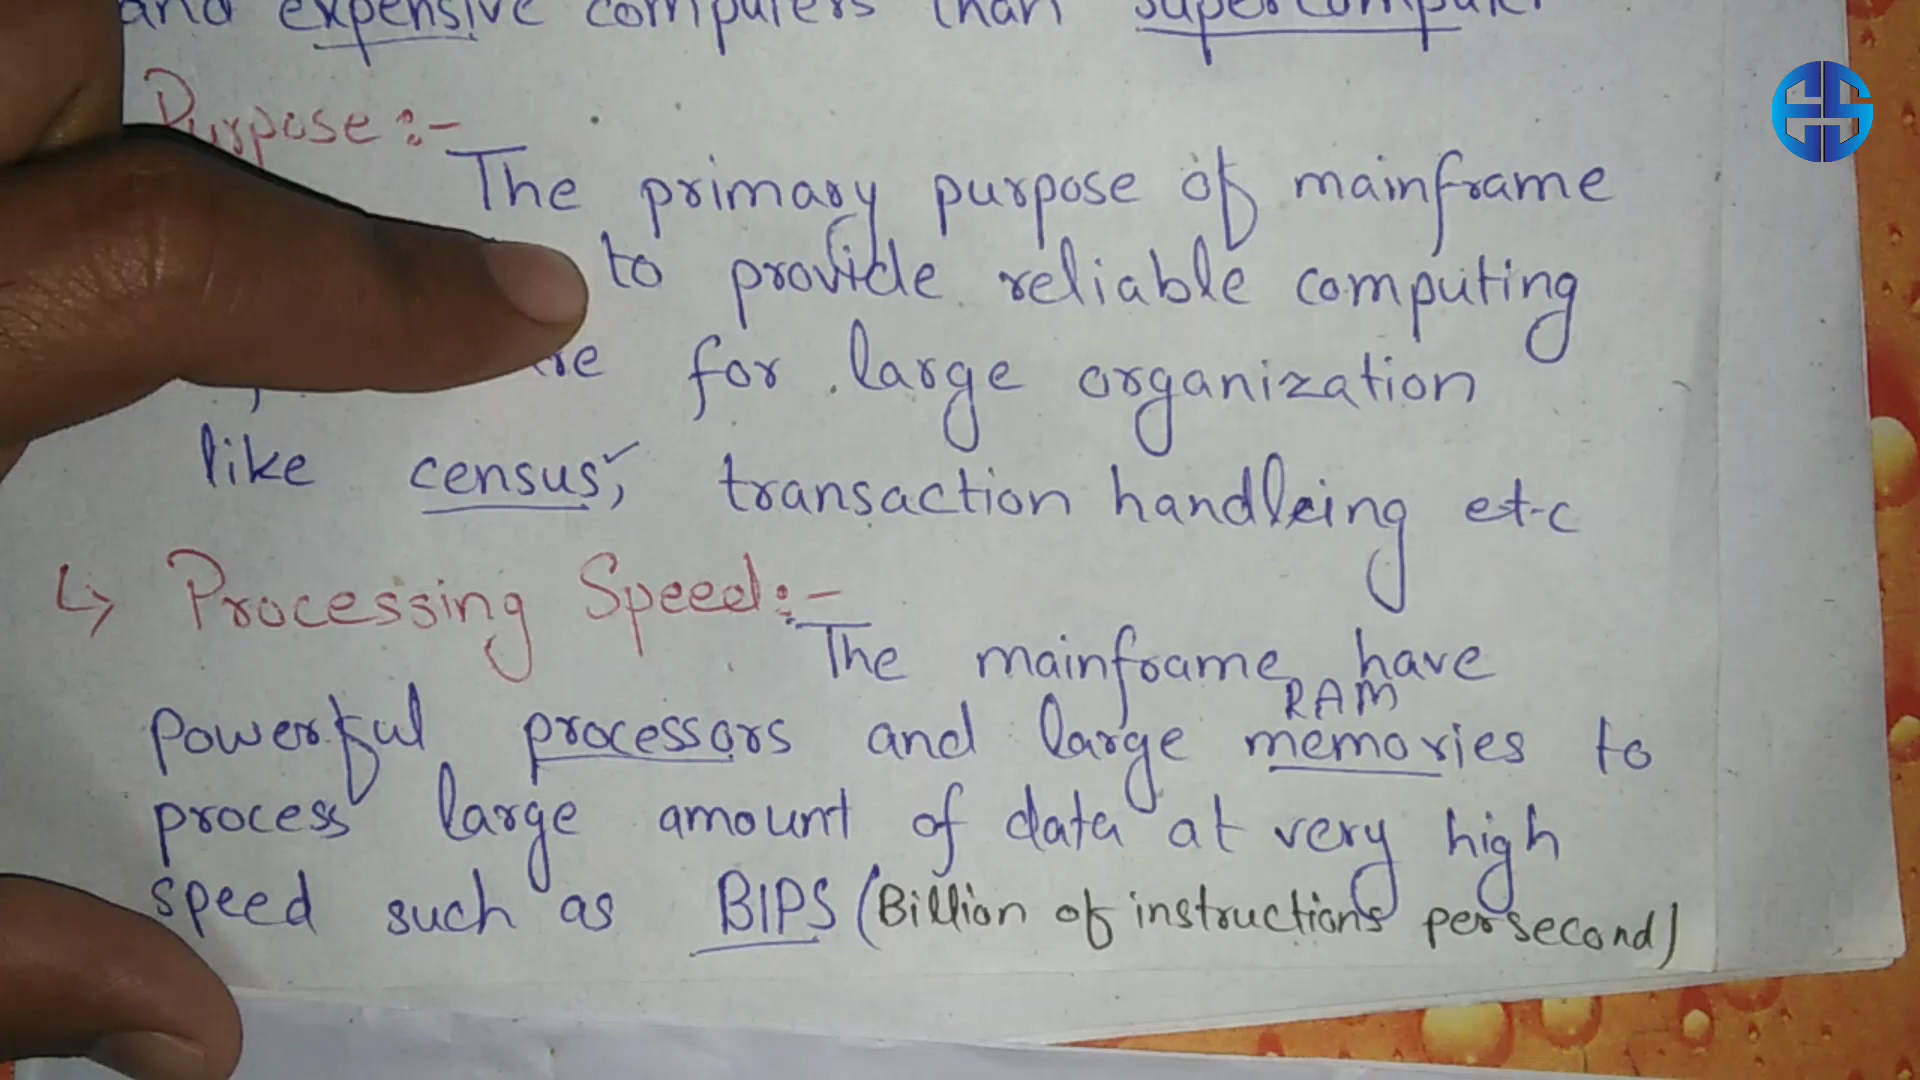 and expensive computers than supercomputer
Purpose:-
The primary purpose of mainframe
to provide reliable computing
for large organization
like census, transaction handleing etc
↳ Processing Speed:-
The mainframe have
RAM
powerful processors and large memories to
process large amount of data at very high
speed such as BIPS (Billion of instructions per second)